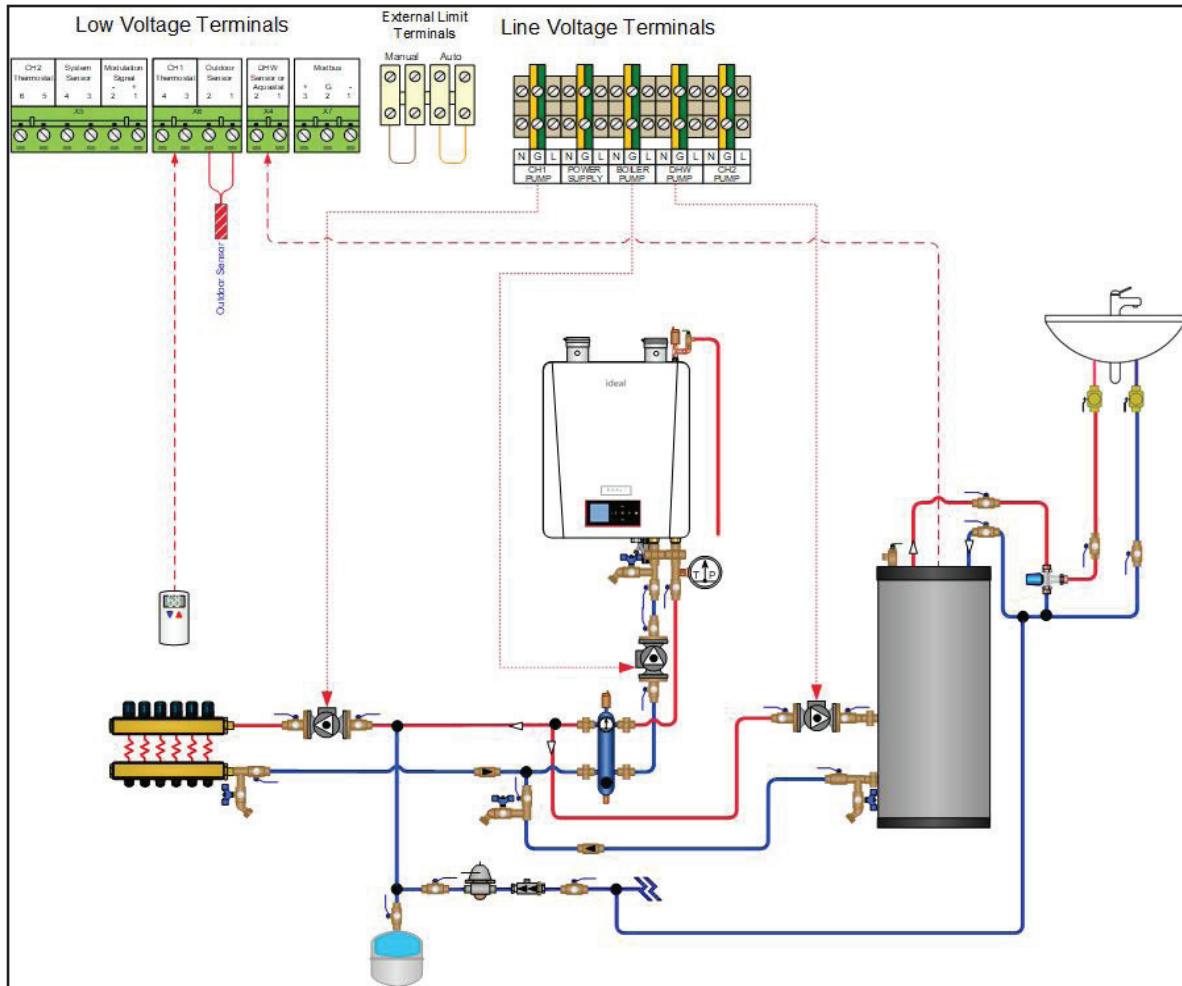 Low Voltage Terminals
External Limit
Terminals
Line Voltage Terminals
Manual Auto
CH2
Thermostat
6 5
System
Sensor
4 3
Modulation
Signal
- +
2 1
X5
CH1
Thermostat
4 3
Outdoor
Sensor
2 1
X6
DHW
Sensor or
Aquastat
2 1
X4
Modbus
+ G -
3 2 1
X7
N G L N G L N G L N G L N G L
CH1
PUMP
POWER
SUPPLY
BOILER
PUMP
DHW
PUMP
CH2
PUMP
Outdoor Sensor
ideal
T P